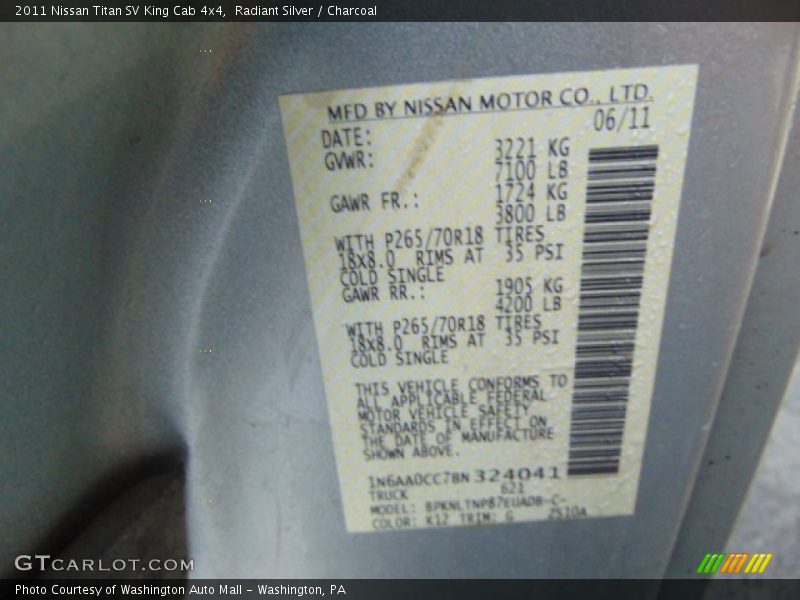 2011 Nissan Titan SV King Cab 4x4, Radiant Silver / Charcoal
MFD BY NISSAN MOTOR CO., LTD.
DATE: 06/11
GVWR: 3221 KG
7100 LB
GAWR FR.: 1724 KG
3800 LB
WITH P265/70R18 TIRES
18x8.0 RIMS AT 35 PSI
COLD SINGLE
GAWR RR.: 1905 KG
4200 LB
WITH P265/70R18 TIRES
18x8.0 RIMS AT 35 PSI
COLD SINGLE
THIS VEHICLE CONFORMS TO
ALL APPLICABLE FEDERAL
MOTOR VEHICLE SAFETY
STANDARDS IN EFFECT ON
THE DATE OF MANUFACTURE
SHOWN ABOVE.
1N6AA0CC7BN324041
TRUCK 621
MODEL: BPKNLTNP87EUADB-C-
COLOR: K12 TRIM: G ZS10A
GTCARLOT.COM
Photo Courtesy of Washington Auto Mall - Washington, PA